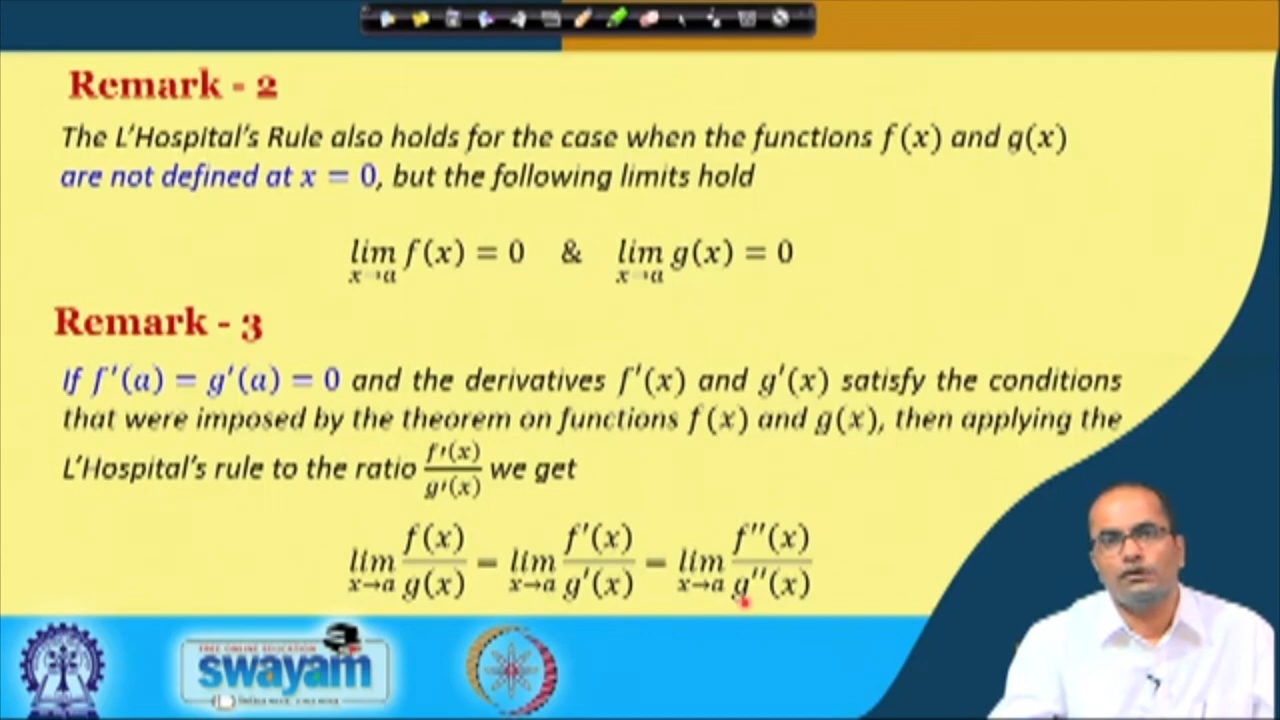 Remark - 2
The L'Hospital's Rule also holds for the case when the functions f(x) and g(x)
are not defined at x = 0, but the following limits hold
lim x→a f(x) = 0 & lim x→a g(x) = 0
Remark - 3
If f′(a) = g′(a) = 0 and the derivatives f′(x) and g′(x) satisfy the conditions
that were imposed by the theorem on functions f(x) and g(x), then applying the
L'Hospital's rule to the ratio f′(x)/g′(x) we get
lim x→a f(x)/g(x) = lim x→a f′(x)/g′(x) = lim x→a f′′(x)/g′′(x)
FREE ONLINE EDUCATION
swayam